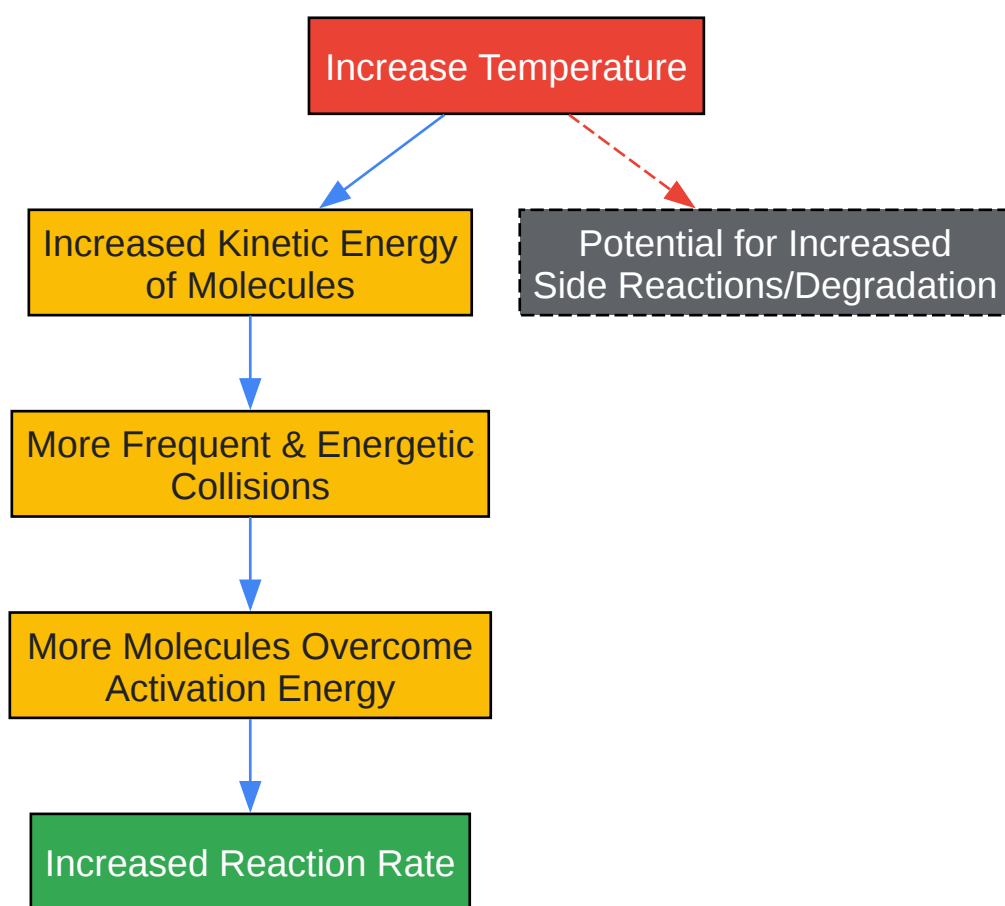 Increase Temperature
Increased Kinetic Energy
of Molecules
Potential for Increased
Side Reactions/Degradation
More Frequent & Energetic
Collisions
More Molecules Overcome
Activation Energy
Increased Reaction Rate